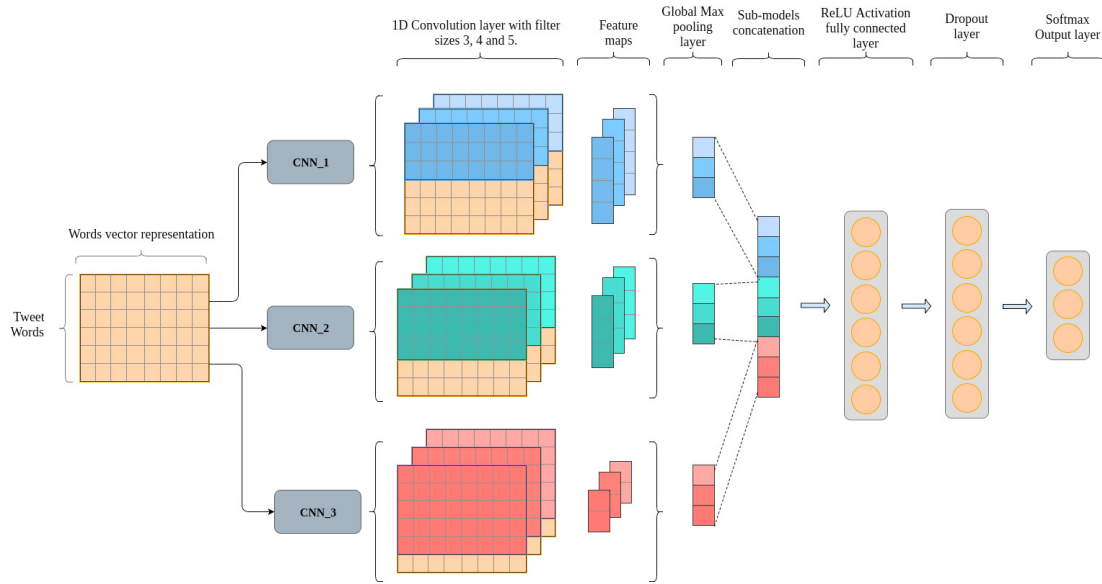 1D Convolution layer with filter
sizes 3, 4 and 5.
Feature
maps
Global Max
pooling
layer
Sub-models
concatenation
ReLU Activation
fully connected
layer
Dropout
layer
Softmax
Output layer
CNN_1
Words vector representation
Tweet
Words
CNN_2
CNN_3